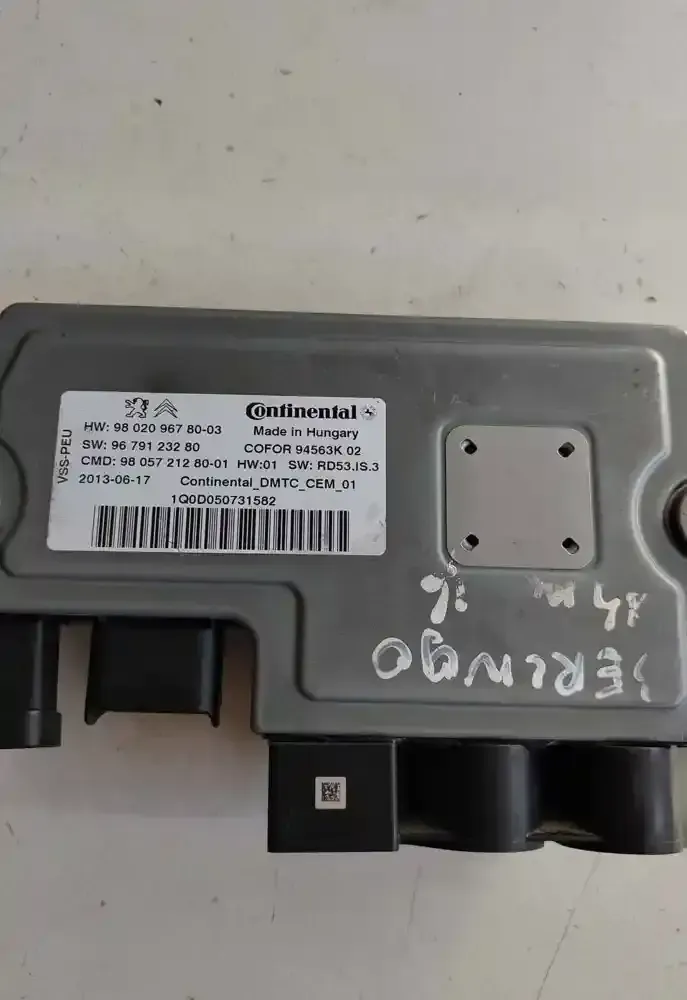 Continental
HW: 98 020 967 80-03
Made in Hungary
SW: 96 791 232 80
COFOR 94563K 02
CMD: 98 057 212 80-01 HW:01 SW: RD53.IS.3
2013-06-17 Continental_DMTC_CEM_01
1Q0D050731582
VSS-PEU
BERLINGO